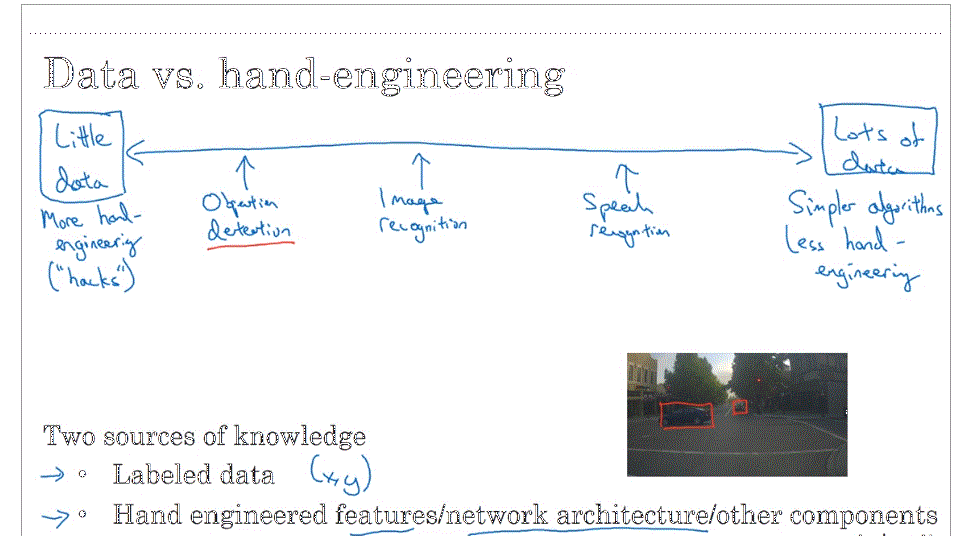 Data vs. hand-engineering
Little
data
Lots of
data
More hand-
engineering
("hacks")
detection
Image
recognition
Speech
recognition
Simpler algorithms
Less hand-
engineering
Two sources of knowledge
→ ◦ Labeled data (x,y)
→ ◦ Hand engineered features/network architecture/other components